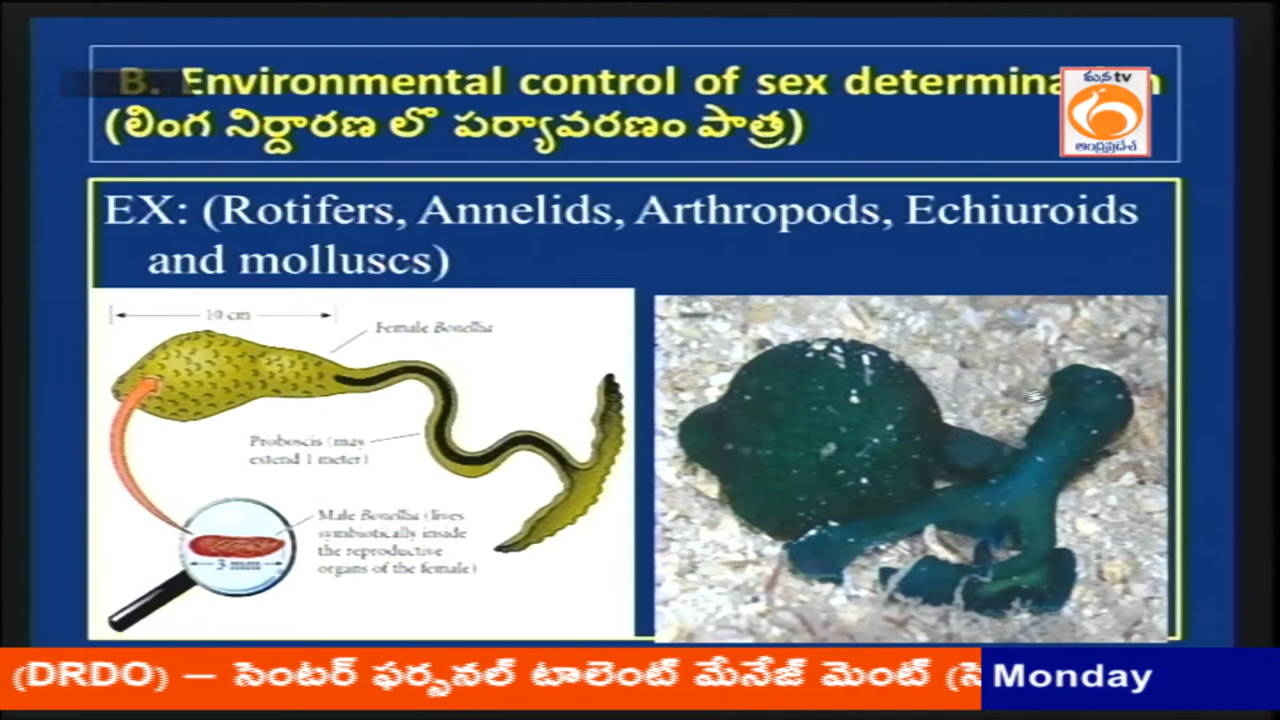 B. Environmental control of sex determina
(లింగ నిర్దారణ లొ పర్యావరణం పాత్ర)
మన tv
ఆంధ్రప్రదేశ్
EX: (Rotifers, Annelids, Arthropods, Echiuroids
and molluscs)
10 cm
Female Bonellia
Proboscis (may
extend 1 meter)
Male Bonellia (lives
symbiotically inside
the reproductive
organs of the female)
3 mm
(DRDO) – సెంటర్ ఫర్సనల్ టాలెంట్ మేనేజ్ మెంట్ (సె
Monday